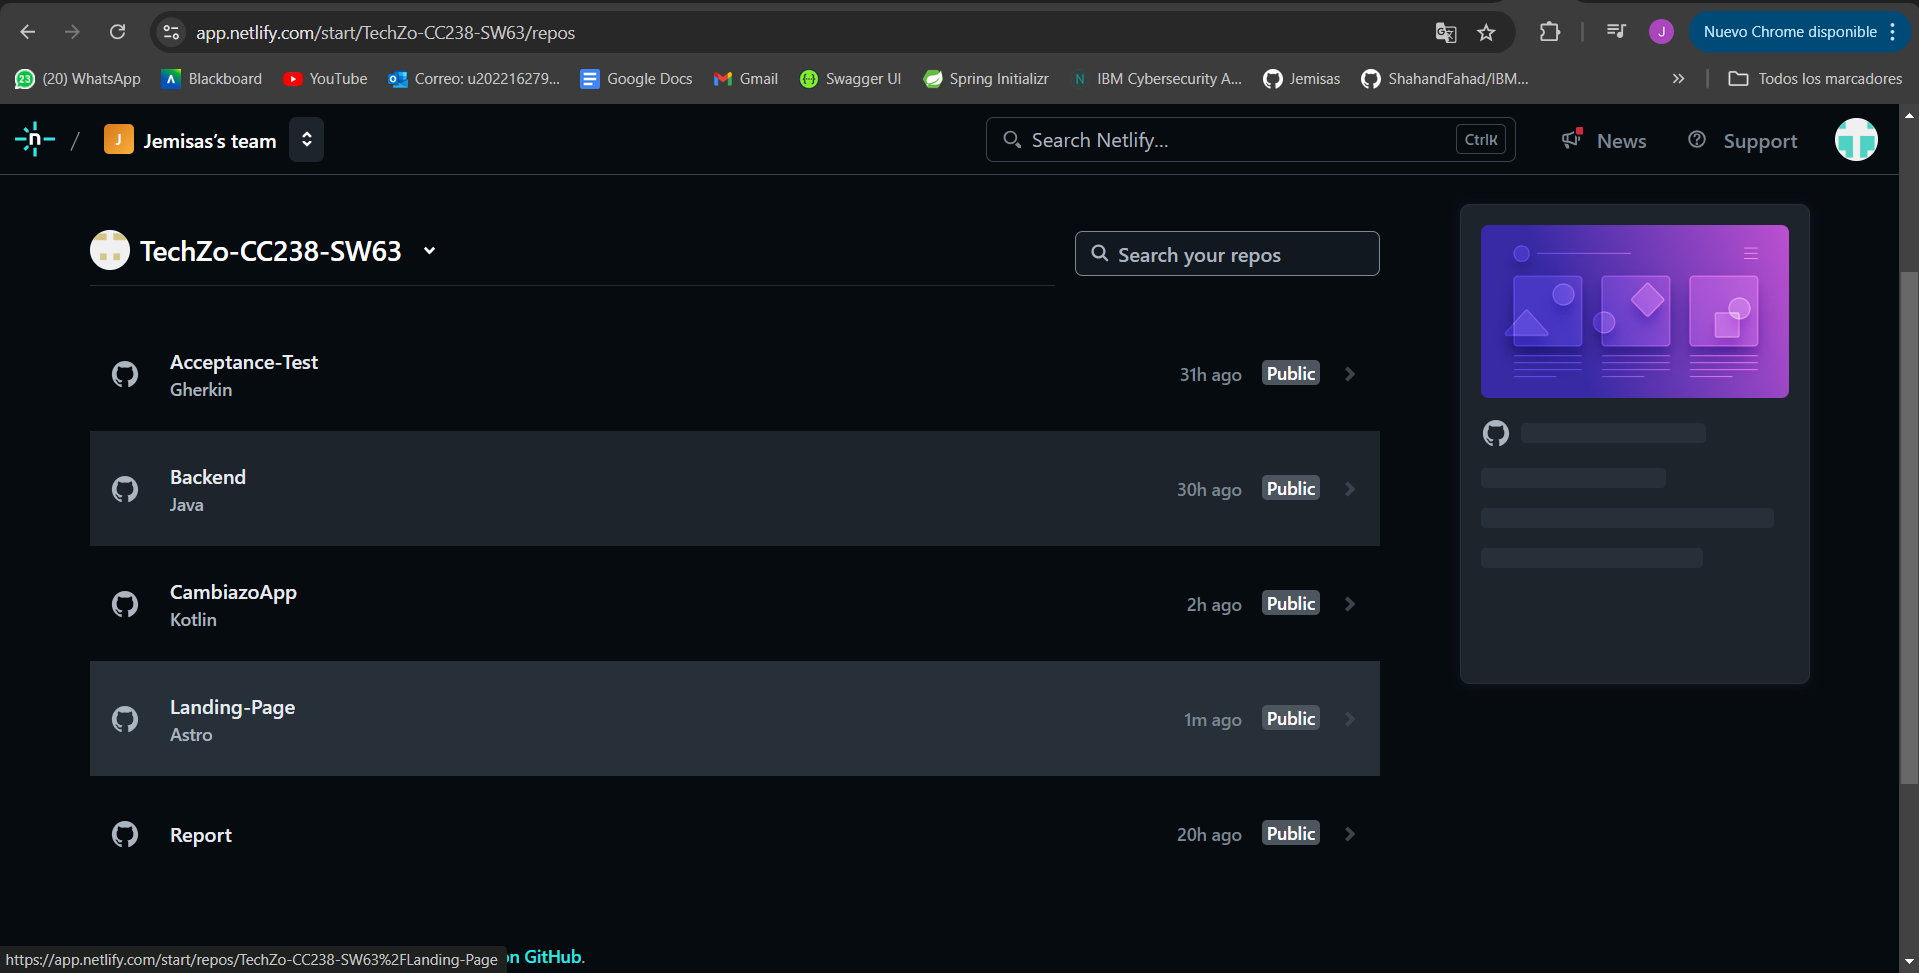 app.netlify.com/start/TechZo-CC238-SW63/repos
J
Nuevo Chrome disponible
23 (20) WhatsApp
Blackboard
YouTube
Correo: u202216279...
Google Docs
Gmail
Swagger UI
Spring Initializr
N IBM Cybersecurity A...
Jemisas
ShahandFahad/IBM...
»
Todos los marcadores
n / J Jemisas’s team
Search Netlify...
CtrlK
News
Support
TechZo-CC238-SW63
Search your repos
Acceptance-Test
Gherkin
31h ago Public
Backend
Java
30h ago Public
CambiazoApp
Kotlin
2h ago Public
Landing-Page
Astro
1m ago Public
Report
20h ago Public
on GitHub.
https://app.netlify.com/start/repos/TechZo-CC238-SW63%2FLanding-Page